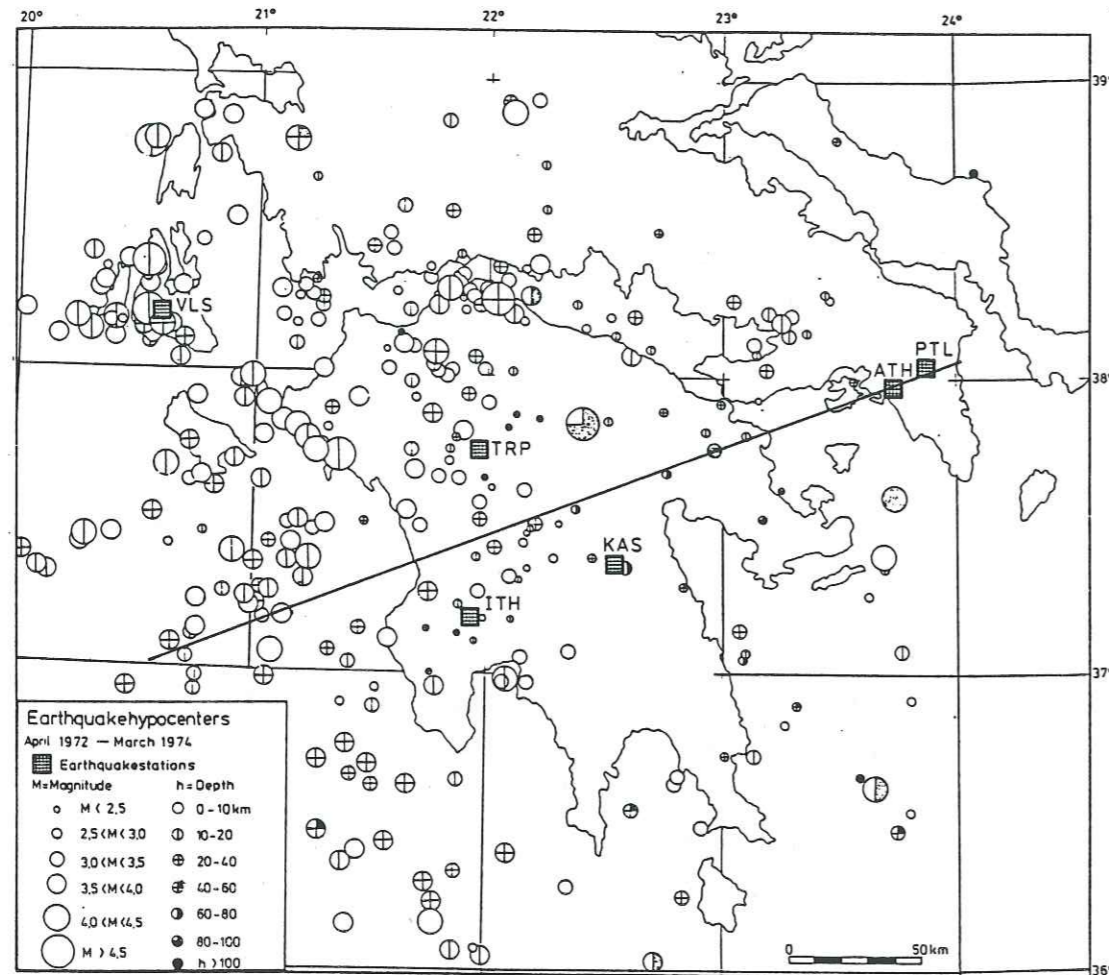 20° 21° 22° 23° 24°
39°
VLS
38°
PTL
ATH
TRP
KAS
ITH
37°
Earthquakehypocenters
April 1972 — March 1974
Earthquakestations
M=Magnitude h=Depth
M < 2,5 0-10km
2,5<M<3,0 10-20
3,0<M<3,5 20-40
3,5<M<4,0 40-60
4,0<M<4,5 60-80
M > 4,5 80-100
h > 100
0 50km
36°